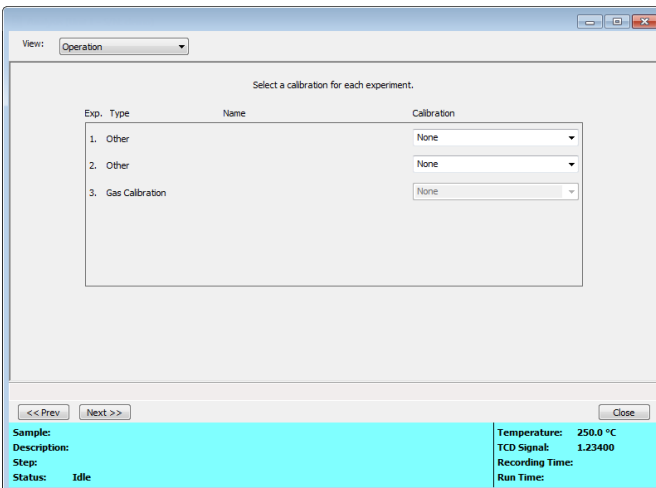 View: Operation
Select a calibration for each experiment.
Exp. Type Name Calibration
1. Other None
2. Other None
3. Gas Calibration None
<< Prev Next >> Close
Sample: Temperature: 250.0 °C
Description: TCD Signal: 1.23400
Step: Recording Time:
Status: Idle Run Time: